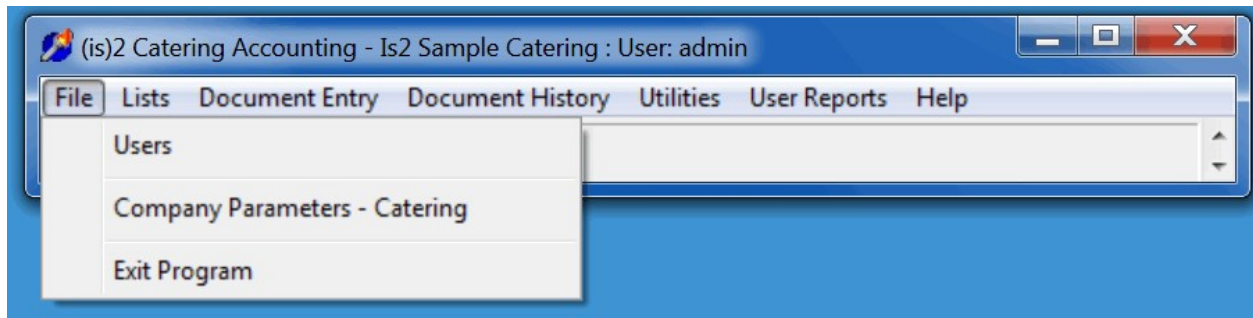 (is)2 Catering Accounting - Is2 Sample Catering : User: admin
File Lists Document Entry Document History Utilities User Reports Help
Users
Company Parameters - Catering
Exit Program